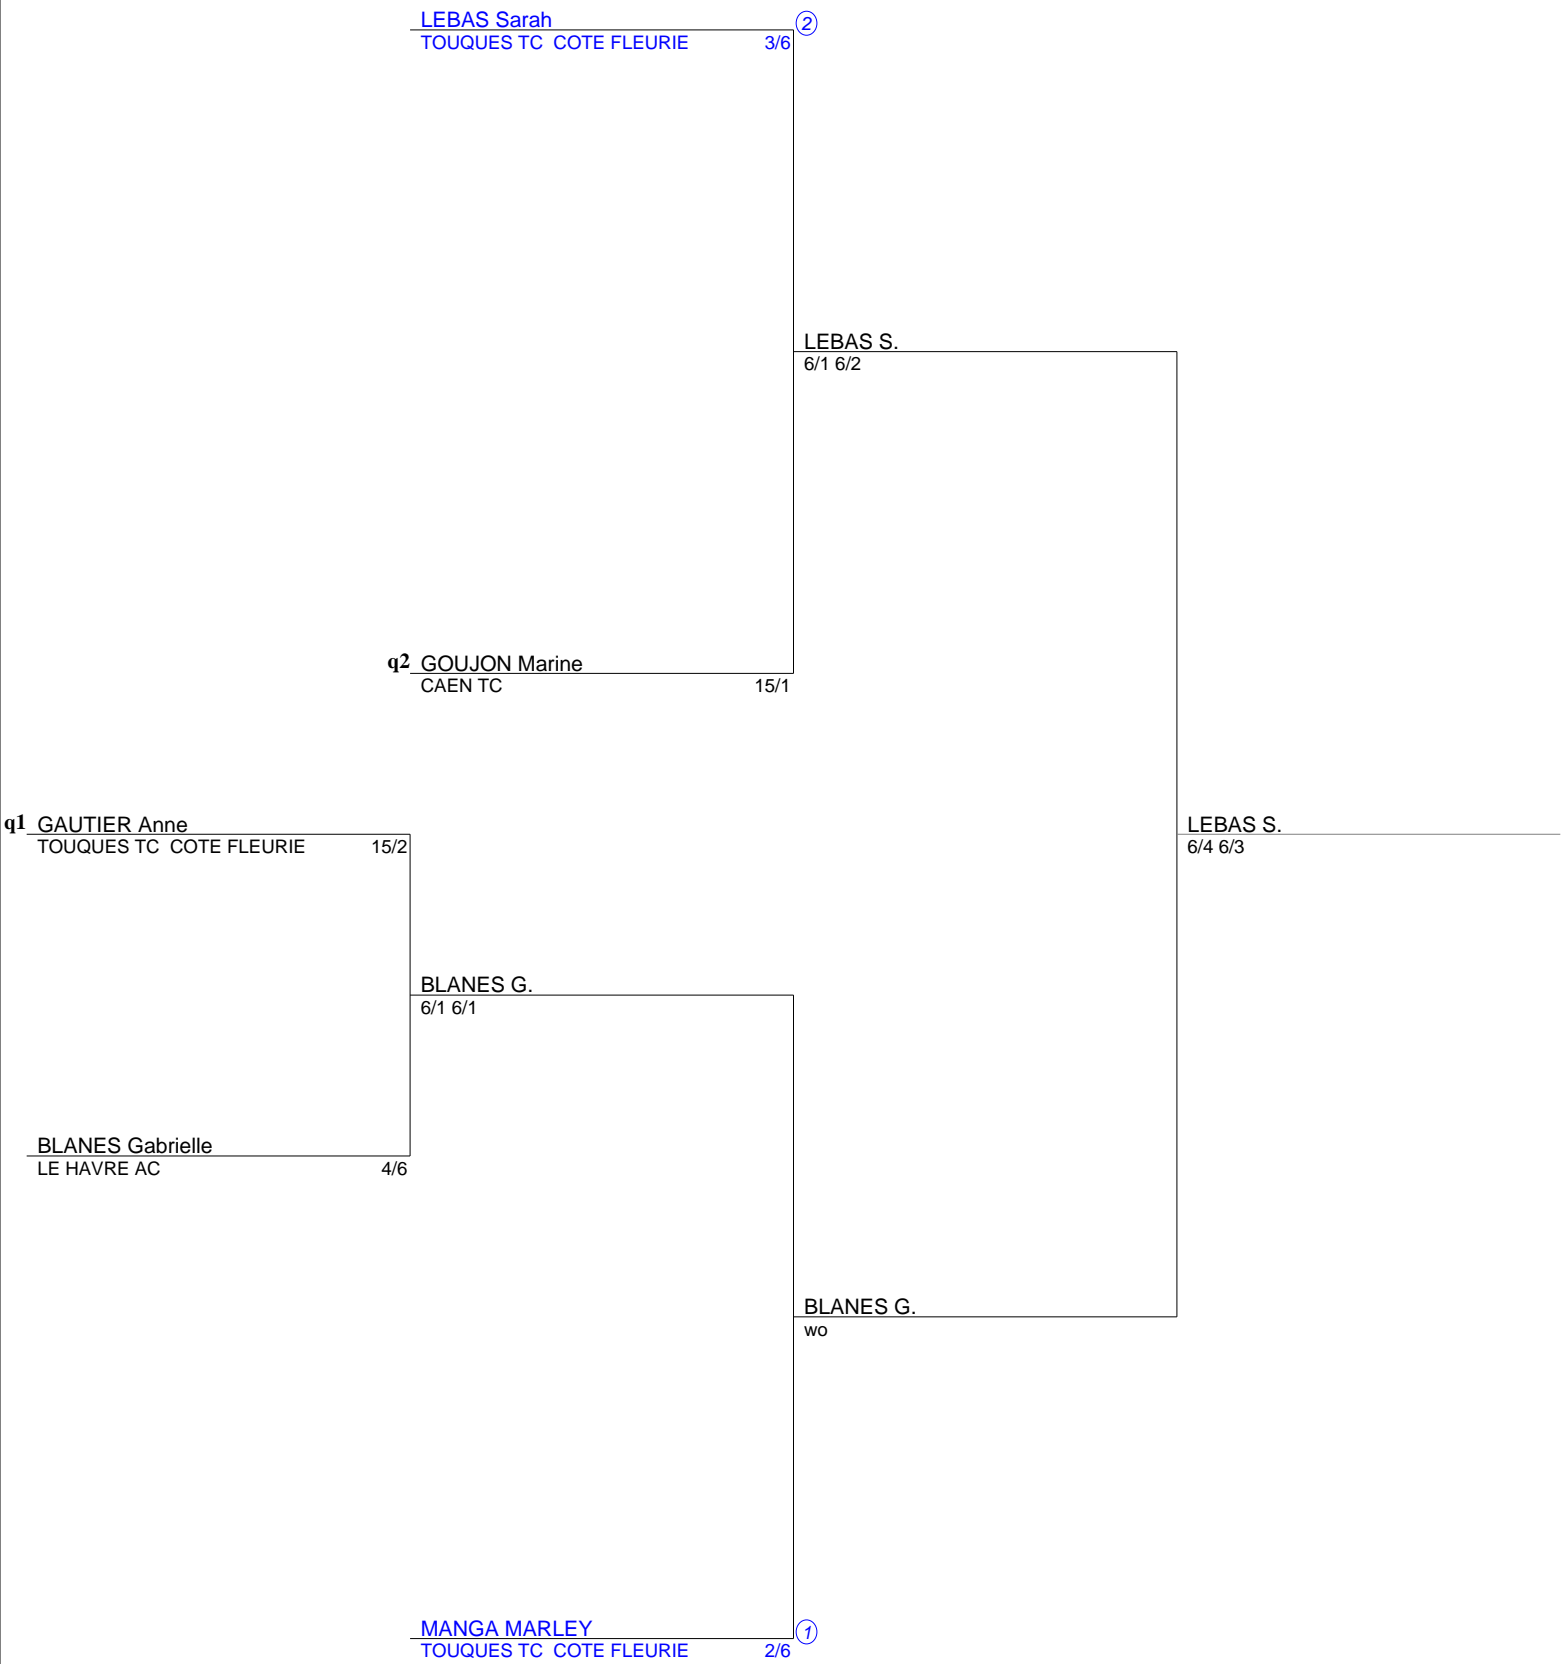 LEBAS Sarah
2
TOUQUES TC  COTE FLEURIE 3/6
LEBAS S.
6/1 6/2
q2 GOUJON Marine
CAEN TC 15/1
q1 GAUTIER Anne
TOUQUES TC  COTE FLEURIE 15/2
LEBAS S.
6/4 6/3
BLANES G.
6/1 6/1
BLANES Gabrielle
LE HAVRE AC 4/6
BLANES G.
wo
MANGA MARLEY
1
TOUQUES TC  COTE FLEURIE 2/6